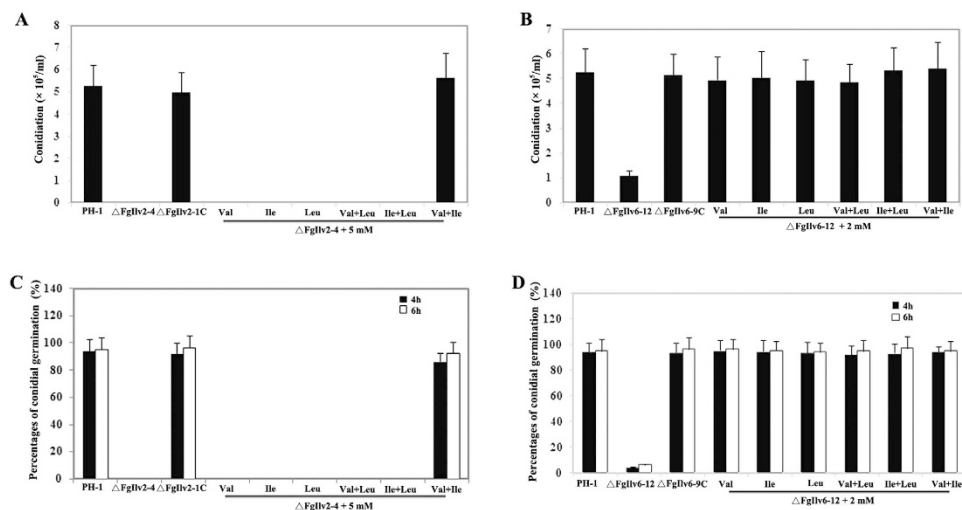 A
Conidiation (× 10⁵/ml)
8
7
6
5
4
3
2
1
0
PH-1 △FgIlv2-4 △FgIlv2-1C Val Ile Leu Val+Leu Ile+Leu Val+Ile
△FgIlv2-4 + 5 mM
B
Conidiation (× 10⁵/ml)
7
6
5
4
3
2
1
0
PH-1 △FgIlv6-12 △FgIlv6-9C Val Ile Leu Val+Leu Ile+Leu Val+Ile
△FgIlv6-12 + 2 mM
C
Percentages of conidial germination (%)
140
120
100
80
60
40
20
0
4h
6h
PH-1 △FgIlv2-4 △FgIlv2-1C Val Ile Leu Val+Leu Ile+Leu Val+Ile
△FgIlv2-4 + 5 mM
D
Percentages of conidial germination (%)
140
120
100
80
60
40
20
0
4h
6h
PH-1 △FgIlv6-12 △FgIlv6-9C Val Ile Leu Val+Leu Ile+Leu Val+Ile
△FgIlv6-12 + 2 mM